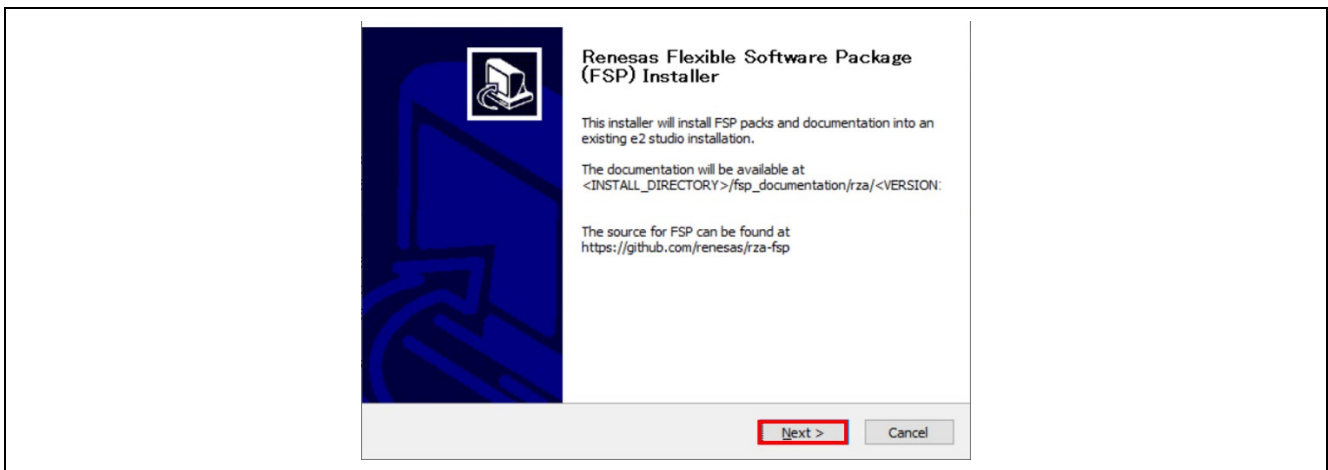 Renesas Flexible Software Package
(FSP) Installer
This installer will install FSP packs and documentation into an
existing e2 studio installation.
The documentation will be available at
<INSTALL_DIRECTORY>/fsp_documentation/rza/<VERSION:
The source for FSP can be found at
https://github.com/renesas/rza-fsp
Next >
Cancel